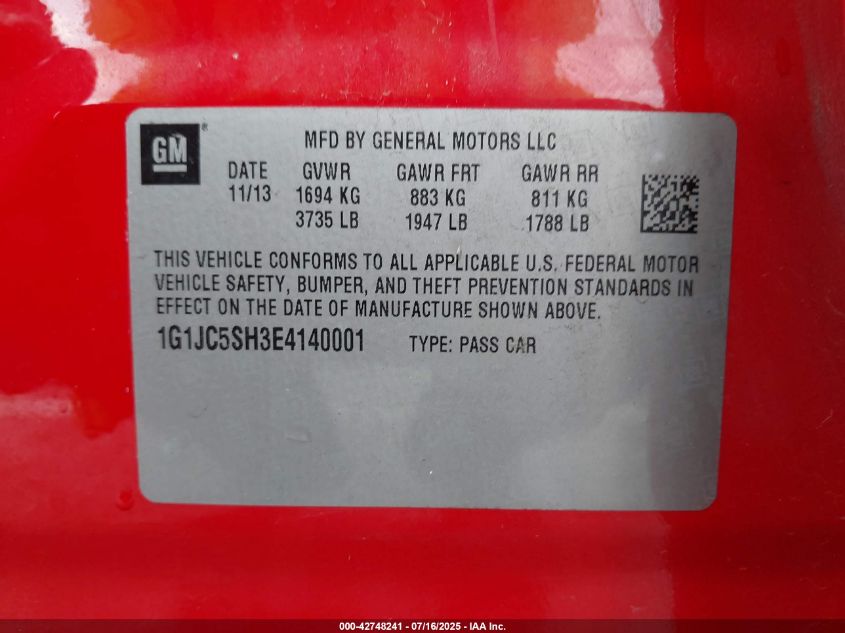 GM®
MFD BY GENERAL MOTORS LLC
DATE GVWR GAWR FRT GAWR RR
11/13 1694 KG 883 KG 811 KG
3735 LB 1947 LB 1788 LB
THIS VEHICLE CONFORMS TO ALL APPLICABLE U.S. FEDERAL MOTOR
VEHICLE SAFETY, BUMPER, AND THEFT PREVENTION STANDARDS IN
EFFECT ON THE DATE OF MANUFACTURE SHOWN ABOVE.
1G1JC5SH3E4140001 TYPE: PASS CAR
000-42748241 - 07/16/2025 - IAA Inc.